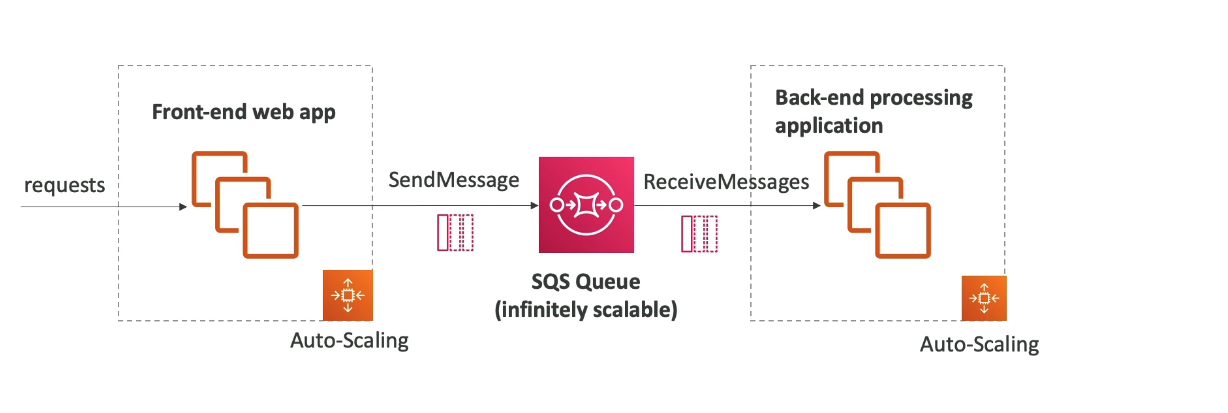 Front-end web app
Back-end processing
application
requests
SendMessage
ReceiveMessages
SQS Queue
(infinitely scalable)
Auto-Scaling
Auto-Scaling